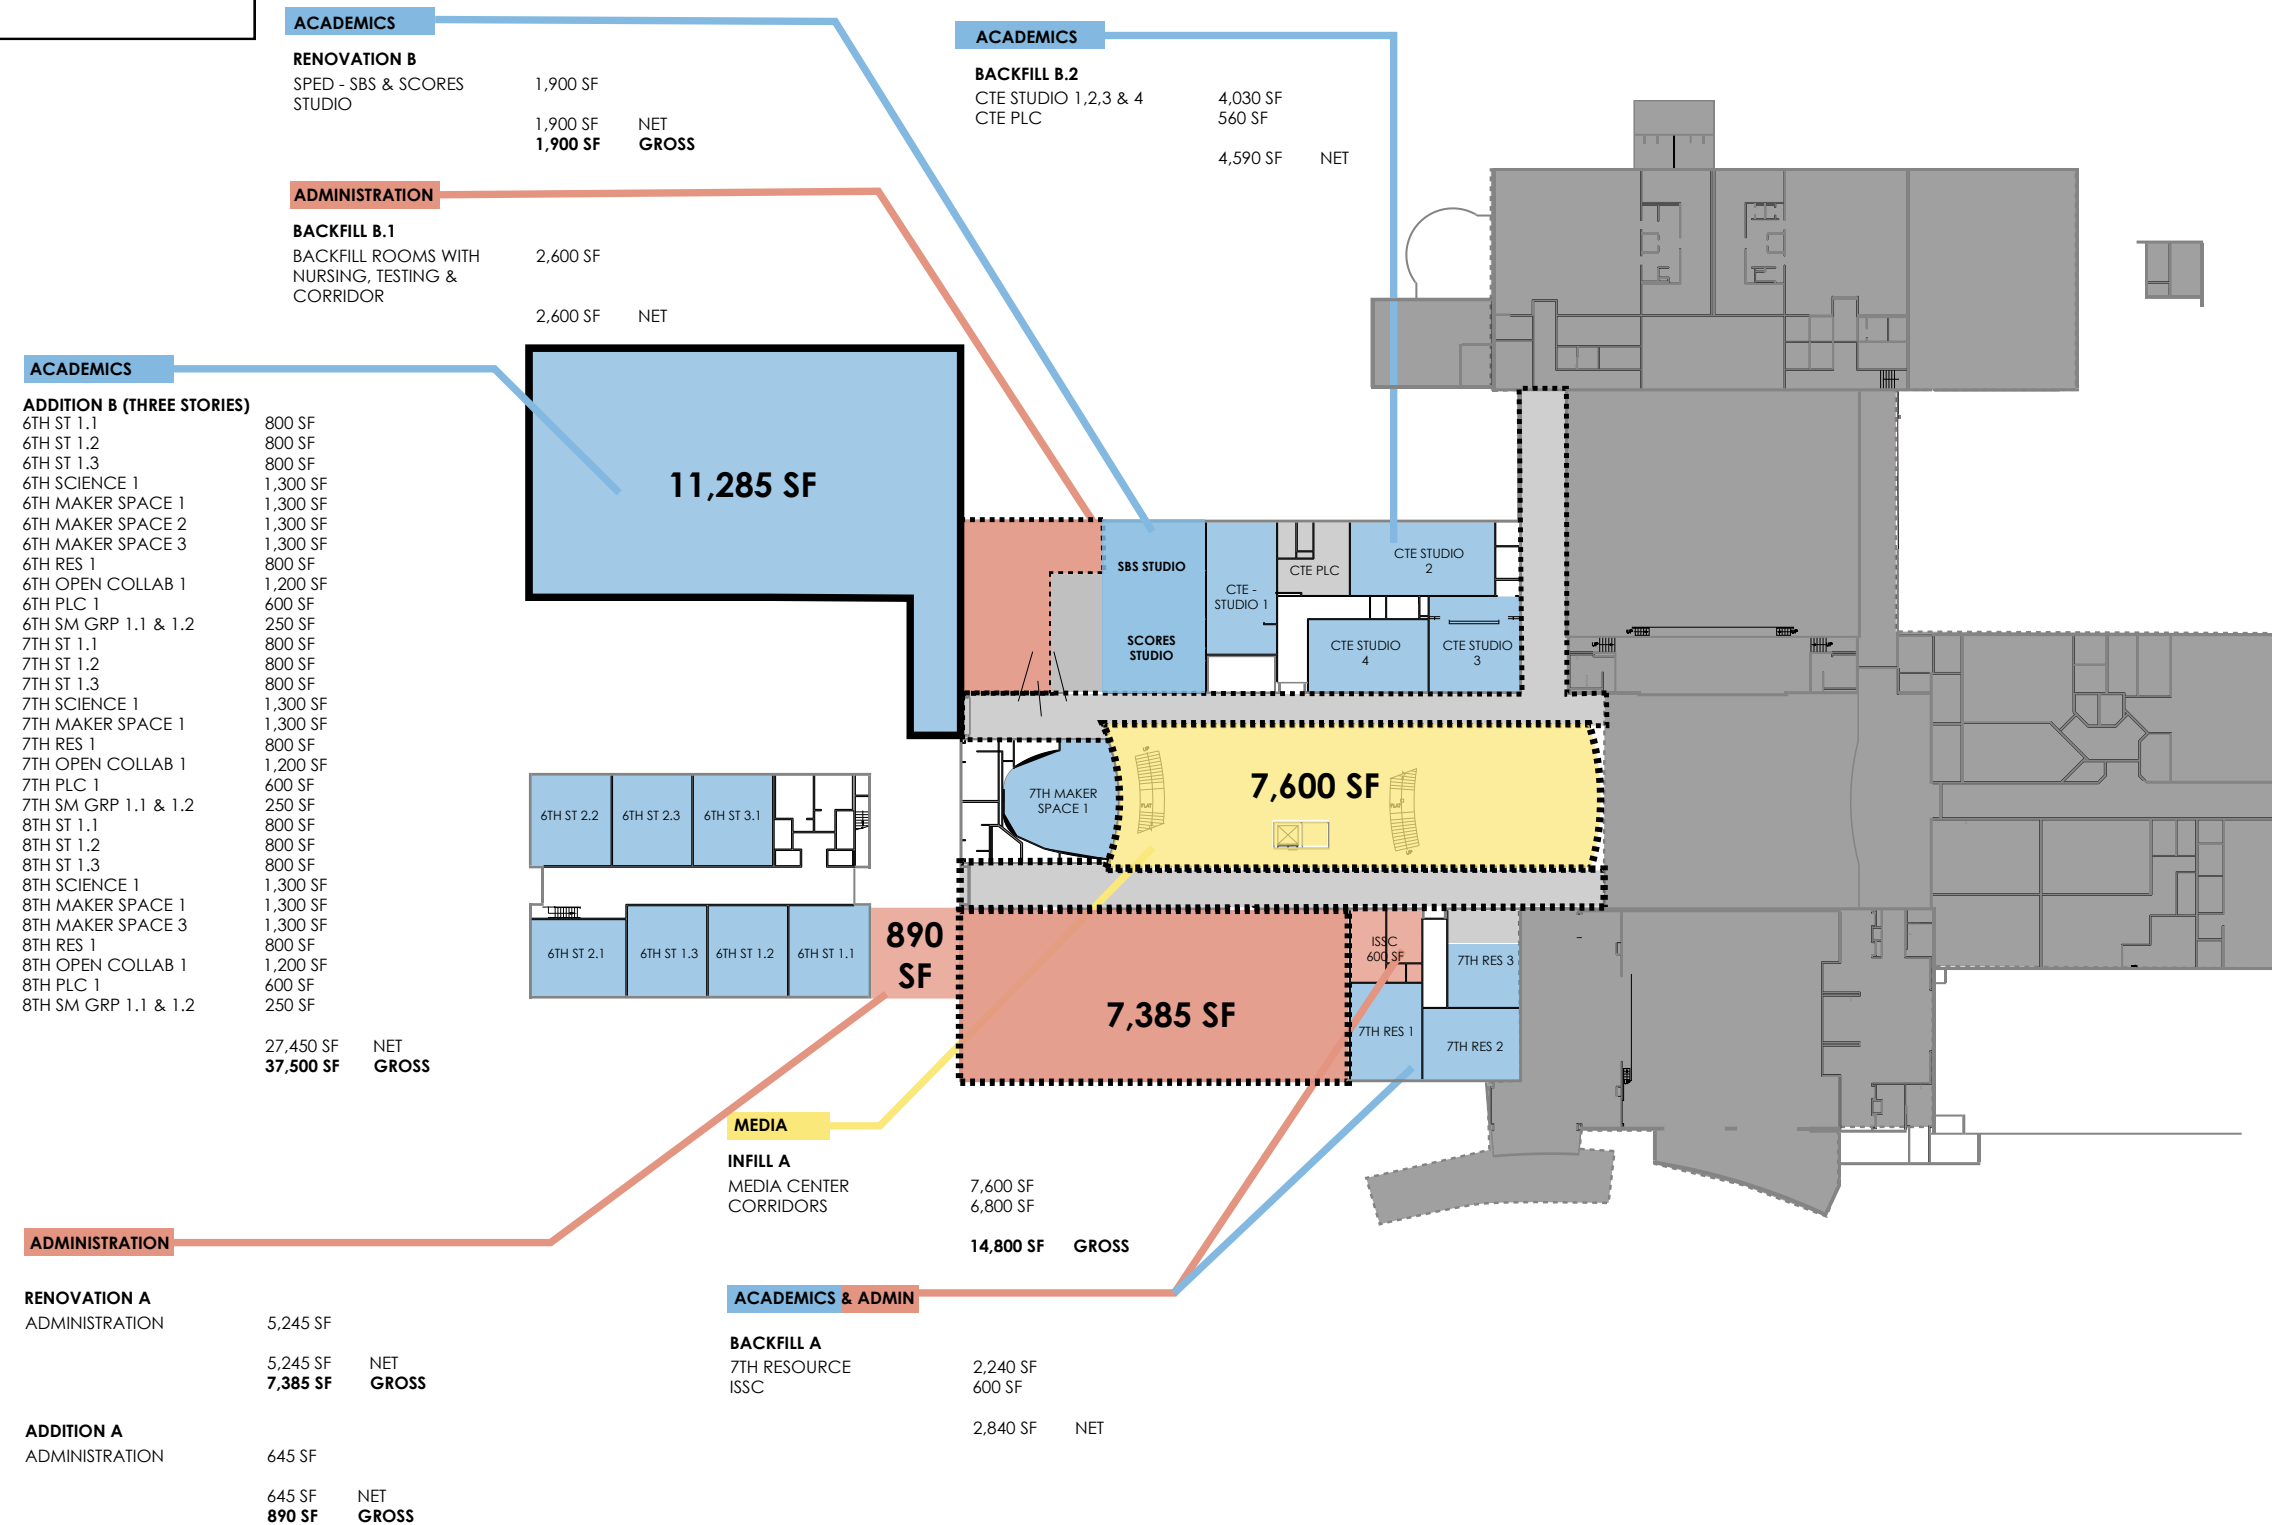 ACADEMICS
RENOVATION B
SPED - SBS & SCORES 1,900 SF
STUDIO
1,900 SF NET
1,900 SF GROSS
ACADEMICS
BACKFILL B.2
CTE STUDIO 1,2,3 & 4 4,030 SF
CTE PLC 560 SF
4,590 SF NET
ADMINISTRATION
BACKFILL B.1
BACKFILL ROOMS WITH 2,600 SF
NURSING, TESTING &
CORRIDOR
2,600 SF NET
ACADEMICS
ADDITION B (THREE STORIES)
6TH ST 1.1 800 SF
6TH ST 1.2 800 SF
6TH ST 1.3 800 SF
6TH SCIENCE 1 1,300 SF
6TH MAKER SPACE 1 1,300 SF
6TH MAKER SPACE 2 1,300 SF
6TH MAKER SPACE 3 1,300 SF
6TH RES 1 800 SF
6TH OPEN COLLAB 1 1,200 SF
6TH PLC 1 600 SF
6TH SM GRP 1.1 & 1.2 250 SF
7TH ST 1.1 800 SF
7TH ST 1.2 800 SF
7TH ST 1.3 800 SF
7TH SCIENCE 1 1,300 SF
7TH MAKER SPACE 1 1,300 SF
7TH RES 1 800 SF
7TH OPEN COLLAB 1 1,200 SF
7TH PLC 1 600 SF
7TH SM GRP 1.1 & 1.2 250 SF
8TH ST 1.1 800 SF
8TH ST 1.2 800 SF
8TH ST 1.3 800 SF
8TH SCIENCE 1 1,300 SF
8TH MAKER SPACE 1 1,300 SF
8TH MAKER SPACE 3 1,300 SF
8TH RES 1 800 SF
8TH OPEN COLLAB 1 1,200 SF
8TH PLC 1 600 SF
8TH SM GRP 1.1 & 1.2 250 SF
27,450 SF NET
37,500 SF GROSS
11,285 SF
SBS STUDIO
SCORES
STUDIO
CTE -
STUDIO 1
CTE PLC
CTE STUDIO
2
CTE STUDIO
4
CTE STUDIO
3
7TH MAKER
SPACE 1
UP
FLAT
7,600 SF
FLAT
UP
6TH ST 2.2
6TH ST 2.3
6TH ST 3.1
6TH ST 2.1
6TH ST 1.3
6TH ST 1.2
6TH ST 1.1
890
SF
7,385 SF
ISSC
600 SF
7TH RES 3
7TH RES 1
7TH RES 2
MEDIA
INFILL A
MEDIA CENTER 7,600 SF
CORRIDORS 6,800 SF
14,800 SF GROSS
ADMINISTRATION
RENOVATION A
ADMINISTRATION 5,245 SF
5,245 SF NET
7,385 SF GROSS
ADDITION A
ADMINISTRATION 645 SF
645 SF NET
890 SF GROSS
ACADEMICS & ADMIN
BACKFILL A
7TH RESOURCE 2,240 SF
ISSC 600 SF
2,840 SF NET